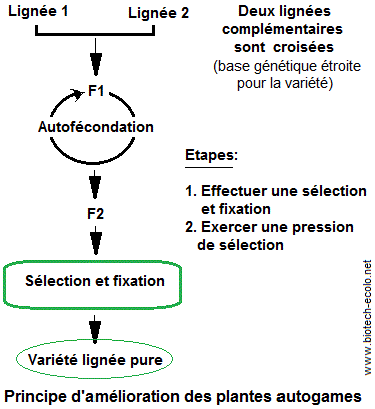 Lignée 1
Lignée 2
Deux lignées
complémentaires
sont croisées
(base génétique étroite
pour la variété)
F1
Autofécondation
Etapes:
1. Effectuer une sélection
et fixation
2. Exercer une pression
de sélection
F2
Sélection et fixation
Variété lignée pure
www.biotech-ecolo.net
Principe d'amélioration des plantes autogames